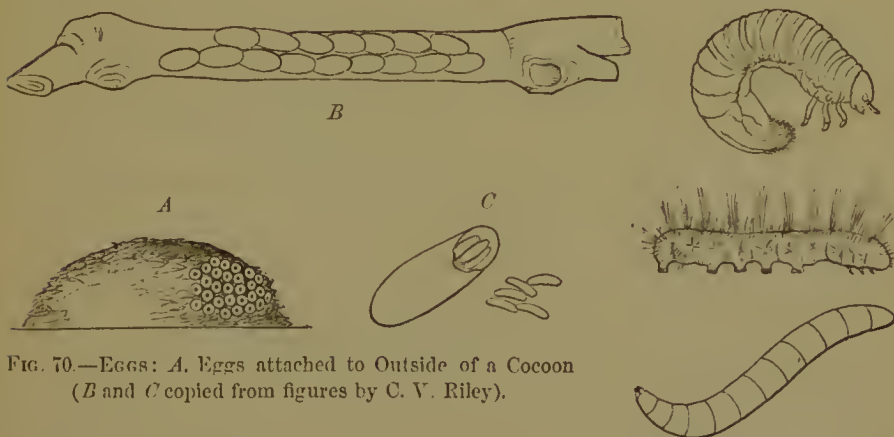 B
A
C
FIG. 70.—EGGS: A. Eggs attached to Outside of a Cocoon
(B and C copied from figures by C. V. Riley).